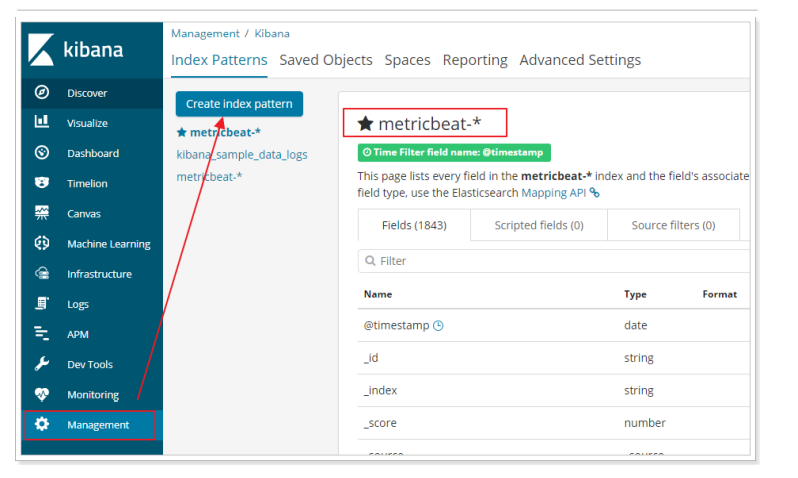 kibana
Discover
Visualize
Dashboard
Timelion
Canvas
Machine Learning
Infrastructure
Logs
APM
Dev Tools
Monitoring
Management
Management / Kibana
Index Patterns Saved Objects Spaces Reporting Advanced Settings
Create index pattern
★ metricbeat-*
kibana_sample_data_logs
metricbeat-*
★ metricbeat-*
Time Filter field name: @timestamp
This page lists every field in the metricbeat-* index and the field's associate
field type, use the Elasticsearch Mapping API
Fields (1843) Scripted fields (0) Source filters (0)
Filter
Name Type Format
@timestamp date
_id string
_index string
_score number
_source _source